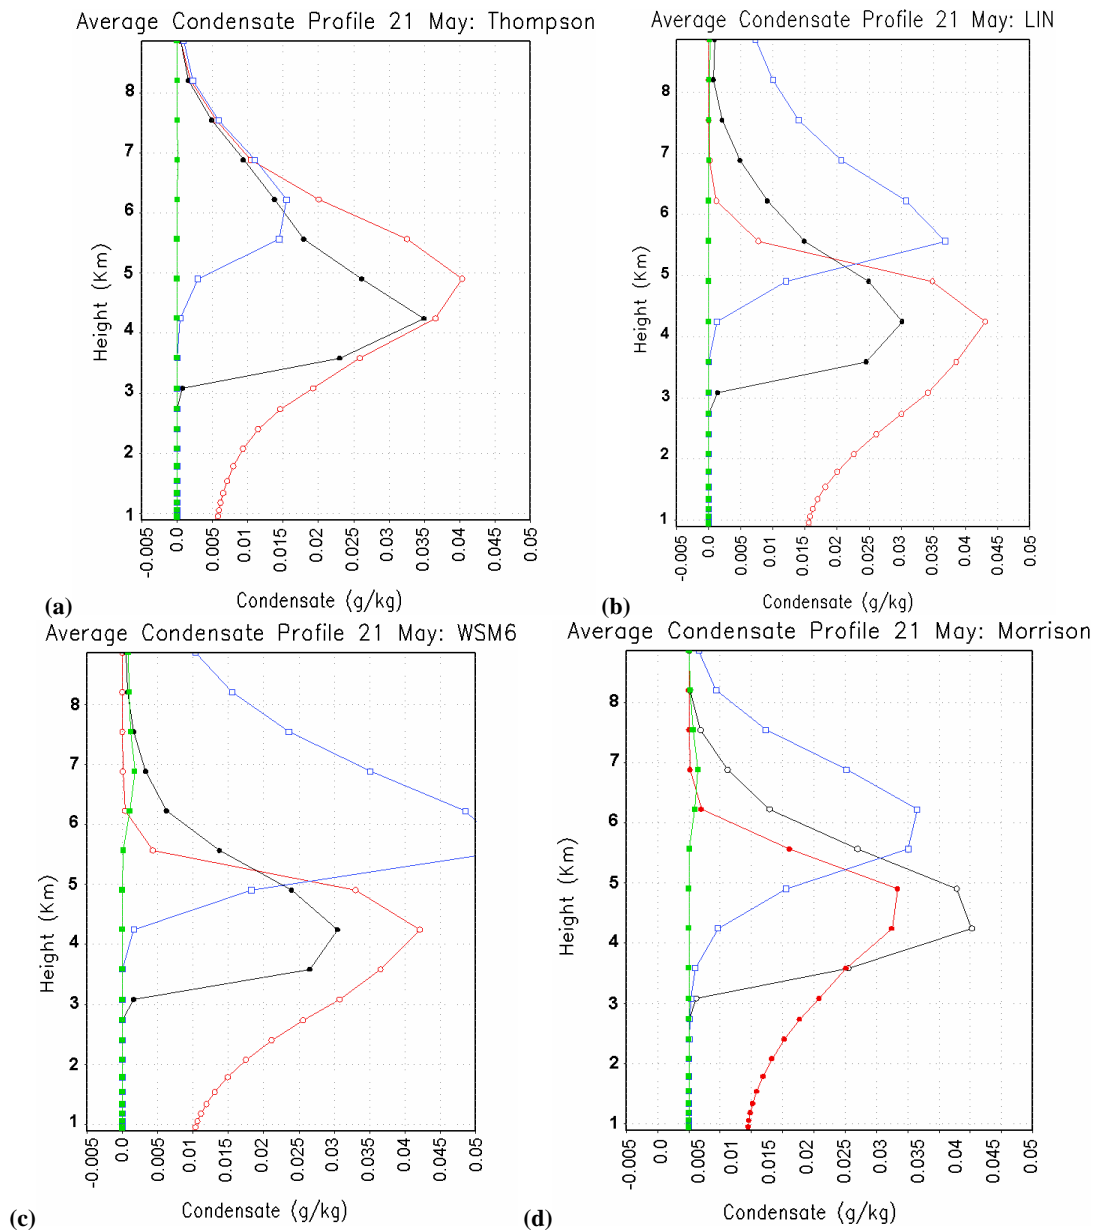 Average Condensate Profile 21 May: Thompson
Height (Km)
8
7
6
5
4
3
2
1
-0.005 0.0 0.005 0.01 0.015 0.02 0.025 0.03 0.035 0.04 0.045 0.05
Condensate (g/kg)
(a)
Average Condensate Profile 21 May: LIN
Height (Km)
8
7
6
5
4
3
2
1
-0.005 0.0 0.005 0.01 0.015 0.02 0.025 0.03 0.035 0.04 0.045 0.05
Condensate (g/kg)
(b)
Average Condensate Profile 21 May: WSM6
Height (Km)
8
7
6
5
4
3
2
1
-0.005 0.0 0.005 0.01 0.015 0.02 0.025 0.03 0.035 0.04 0.045 0.05
Condensate (g/kg)
(c)
Average Condensate Profile 21 May: Morrison
Height (Km)
8
7
6
5
4
3
2
1
-0.005 0.0 0.005 0.01 0.015 0.02 0.025 0.03 0.035 0.04 0.045 0.05
Condensate (g/kg)
(d)